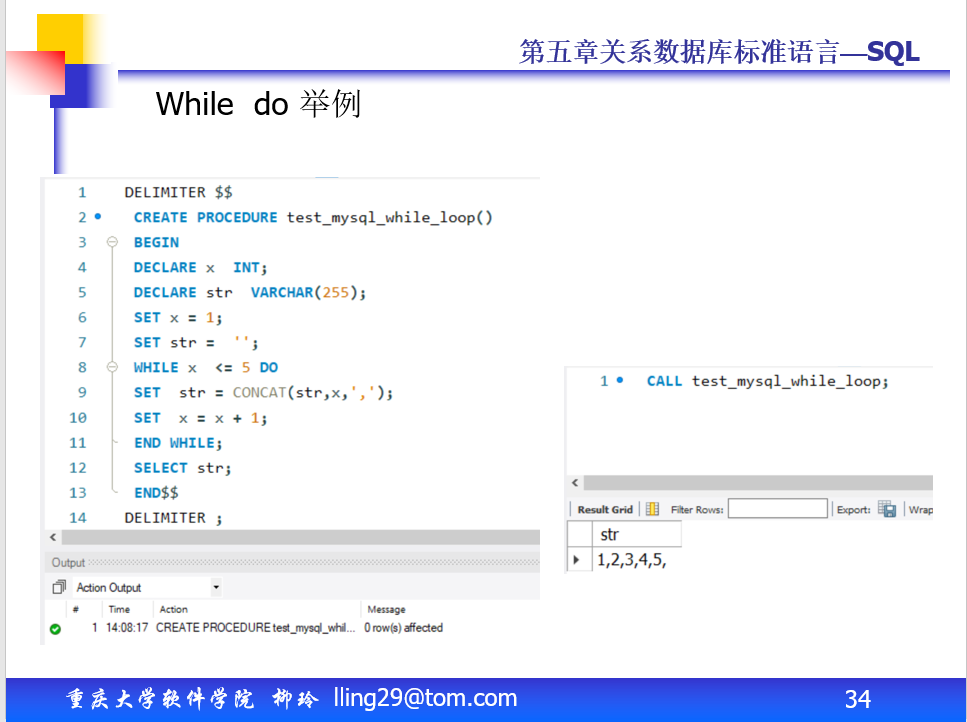 第五章关系数据库标准语言—SQL
While do 举例
1 DELIMITER $$
2 CREATE PROCEDURE test_mysql_while_loop()
3 BEGIN
4 DECLARE x INT;
5 DECLARE str VARCHAR(255);
6 SET x = 1;
7 SET str = '';
8 WHILE x <= 5 DO
9 SET str = CONCAT(str,x,',');
10 SET x = x + 1;
11 END WHILE;
12 SELECT str;
13 END$$
14 DELIMITER ;
Output
Action Output
# Time Action Message
1 14:08:17 CREATE PROCEDURE test_mysql_whil... 0 row(s) affected
1 CALL test_mysql_while_loop;
Result Grid Filter Rows: Export: Wrap
str
1,2,3,4,5,
重庆大学软件学院 柳玲 lling29@tom.com 34